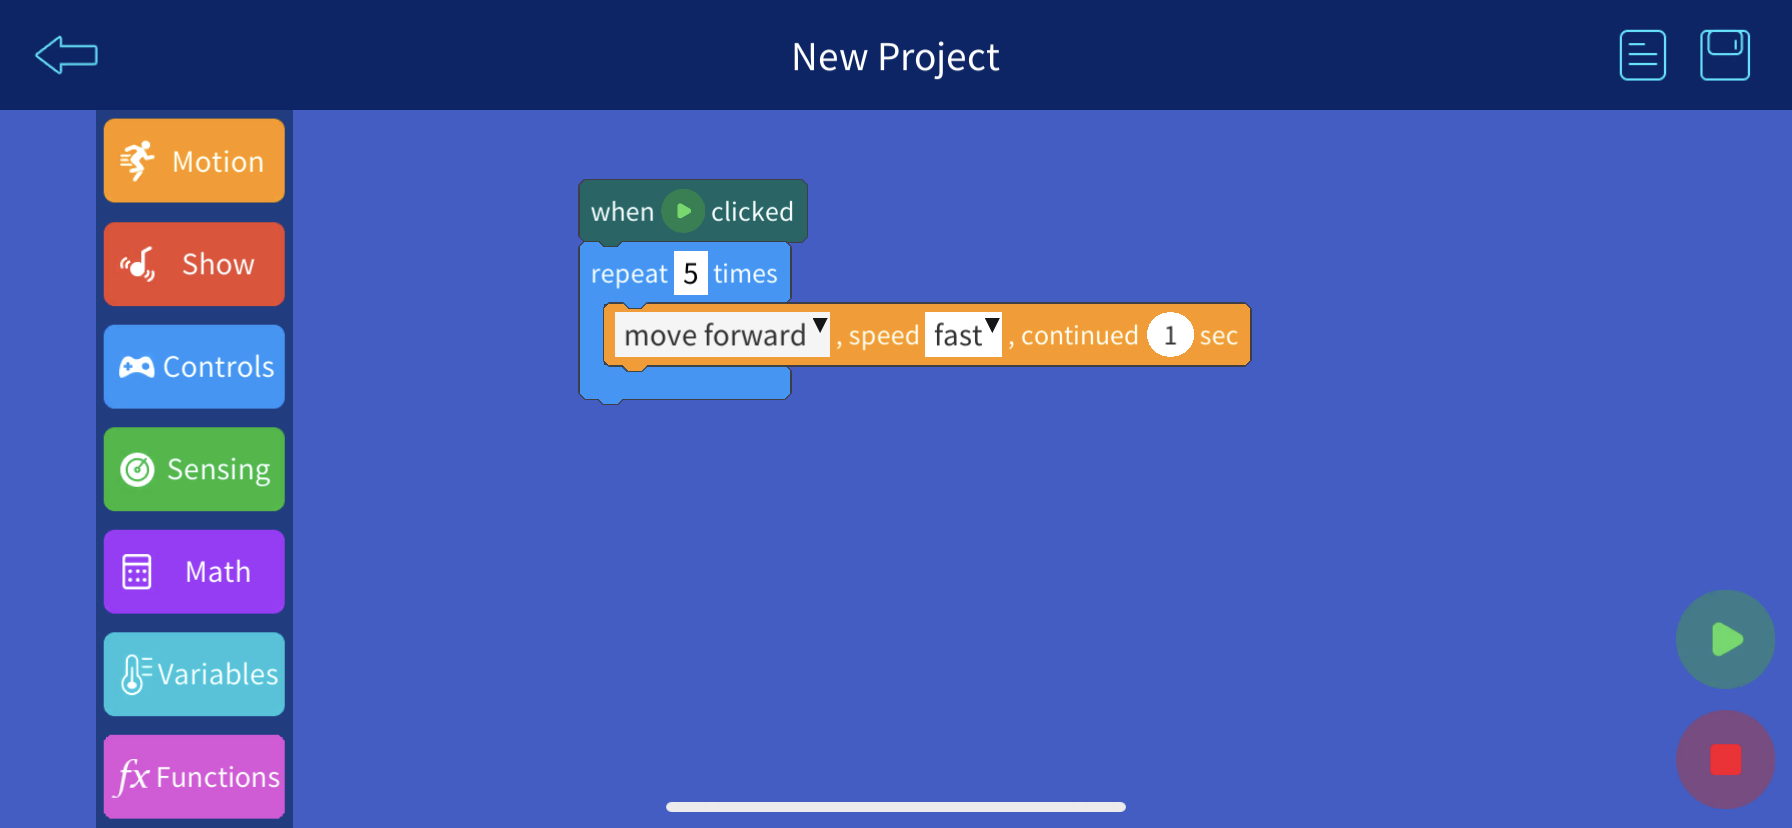 New Project
Motion
Show
Controls
Sensing
Math
Variables
fx Functions
when clicked
repeat 5 times
move forward , speed fast , continued 1 sec